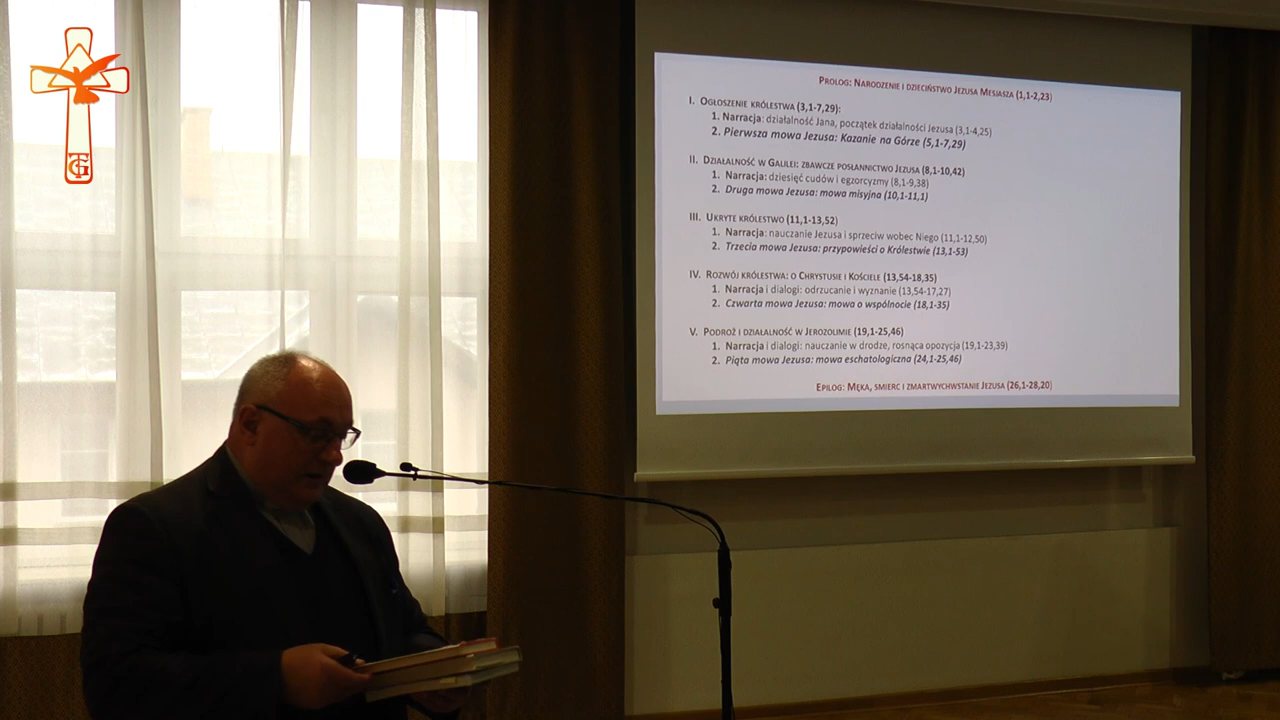 Prolog: Narodzenie i dzieciństwo Jezusa Mesjasza (1,1-2,23)
I. Ogłoszenie królestwa (3,1-7,29):
1. Narracja: działalność Jana, początek działalności Jezusa (3,1-4,25)
2. Pierwsza mowa Jezusa: Kazanie na Górze (5,1-7,29)
II. Działalność w Galilei: zbawcze posłannictwo Jezusa (8,1-10,42)
1. Narracja: dziesięć cudów i egzorcyzmy (8,1-9,38)
2. Druga mowa Jezusa: mowa misyjna (10,1-11,1)
III. Ukryte królestwo (11,1-13,52)
1. Narracja: nauczanie Jezusa i sprzeciw wobec Niego (11,1-12,50)
2. Trzecia mowa Jezusa: przypowieści o Królestwie (13,1-53)
IV. Rozwój królestwa: o Chrystusie i Kościele (13,54-18,35)
1. Narracja i dialogi: odrzucanie i wyznanie (13,54-17,27)
2. Czwarta mowa Jezusa: mowa o wspólnocie (18,1-35)
V. Podróż i działalność w Jerozolimie (19,1-25,46)
1. Narracja i dialogi: nauczanie w drodze, rosnąca opozycja (19,1-23,39)
2. Piąta mowa Jezusa: mowa eschatologiczna (24,1-25,46)
Epilog: Męka, śmierć i zmartwychwstanie Jezusa (26,1-28,20)